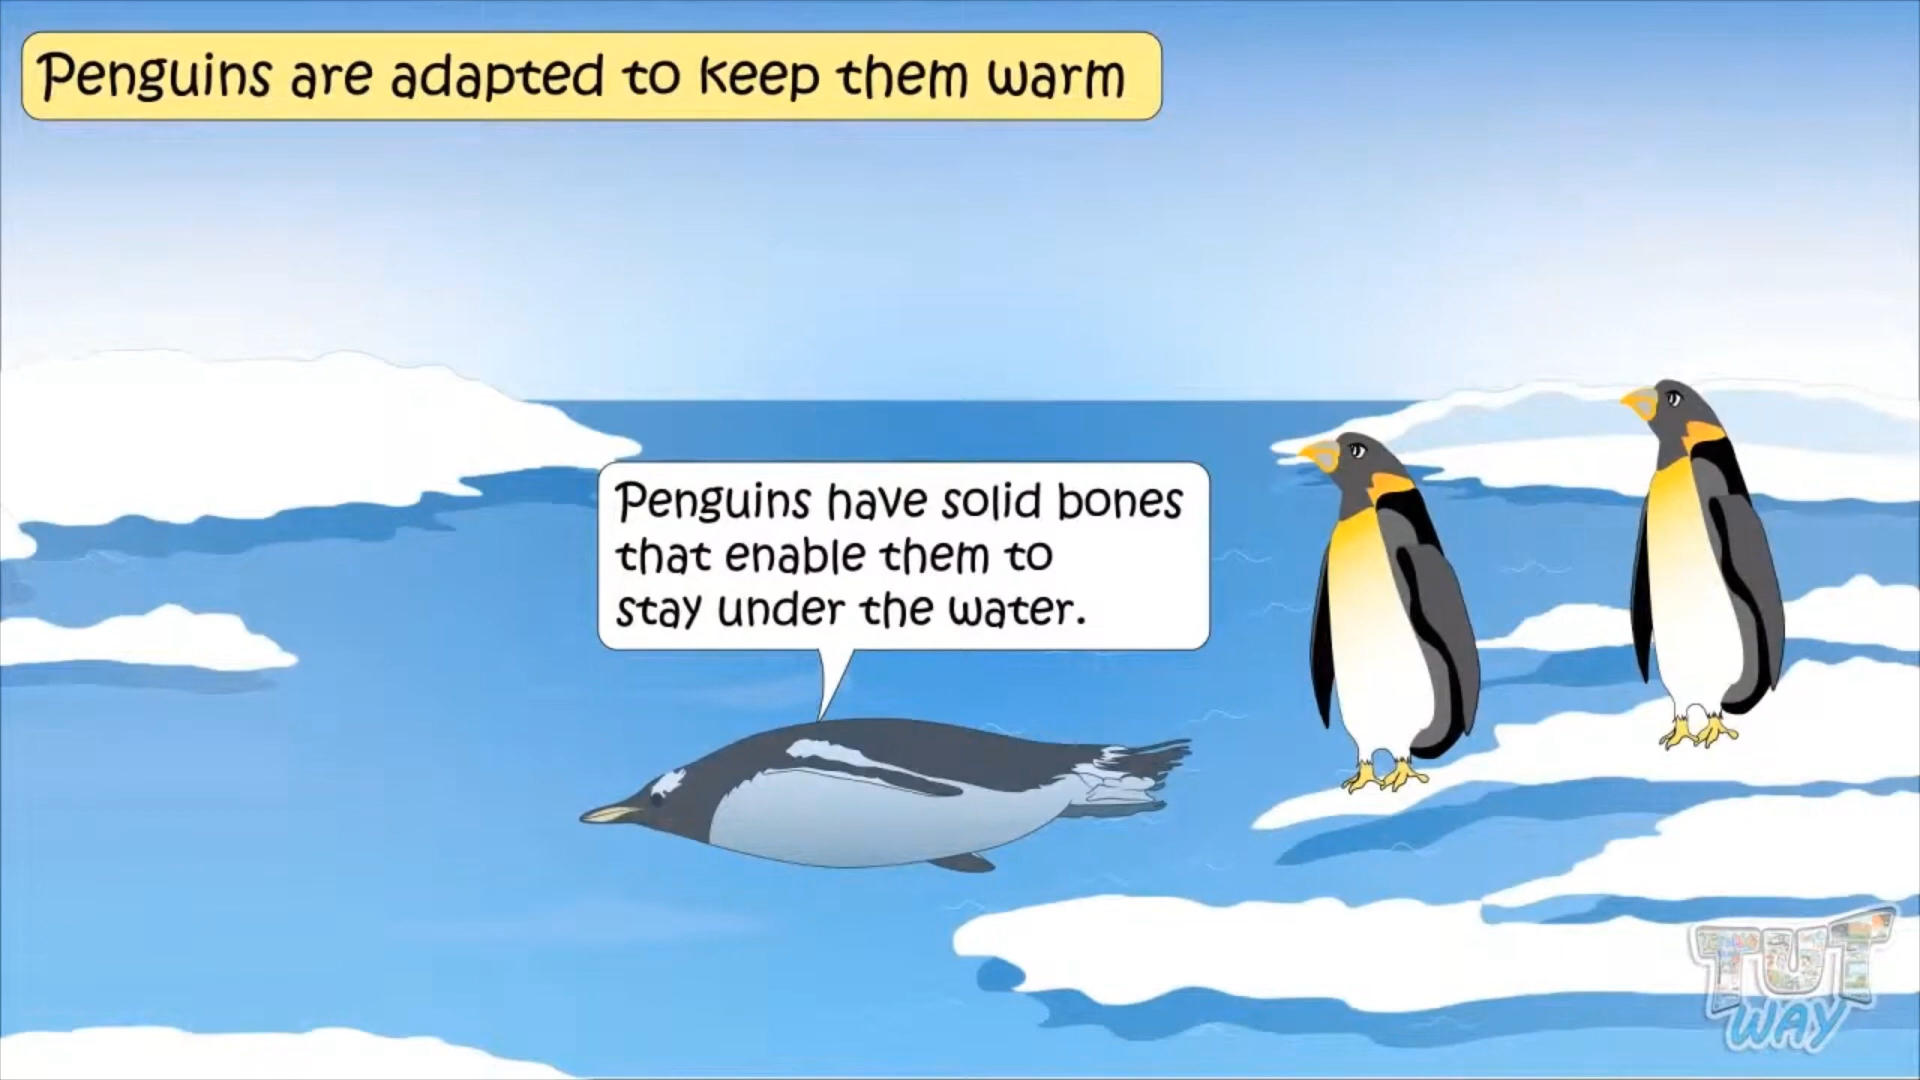 Penguins are adapted to keep them warm
Penguins have solid bones
that enable them to
stay under the water.
TUT
WAY